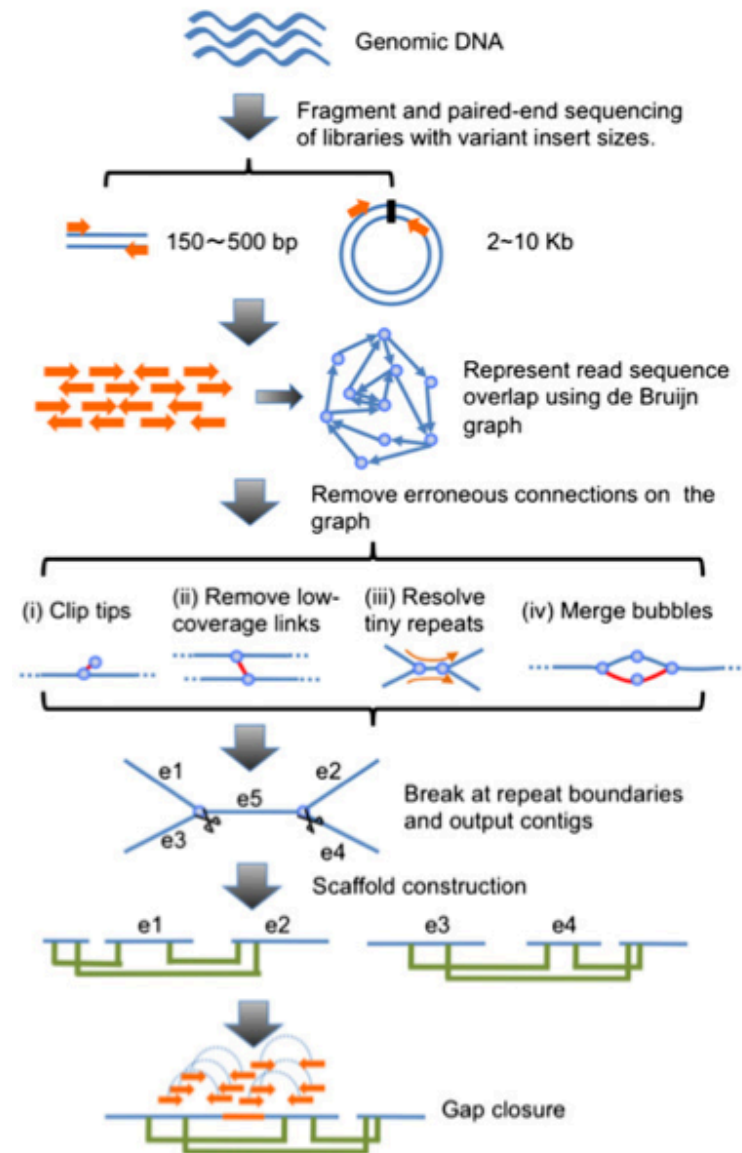 Genomic DNA
Fragment and paired-end sequencing
of libraries with variant insert sizes.
150~500 bp
2~10 Kb
Represent read sequence
overlap using de Bruijn
graph
Remove erroneous connections on the
graph
(i) Clip tips
(ii) Remove low-
coverage links
(iii) Resolve
tiny repeats
(iv) Merge bubbles
e1
e2
e5
e3
e4
Break at repeat boundaries
and output contigs
Scaffold construction
e1
e2
e3
e4
Gap closure